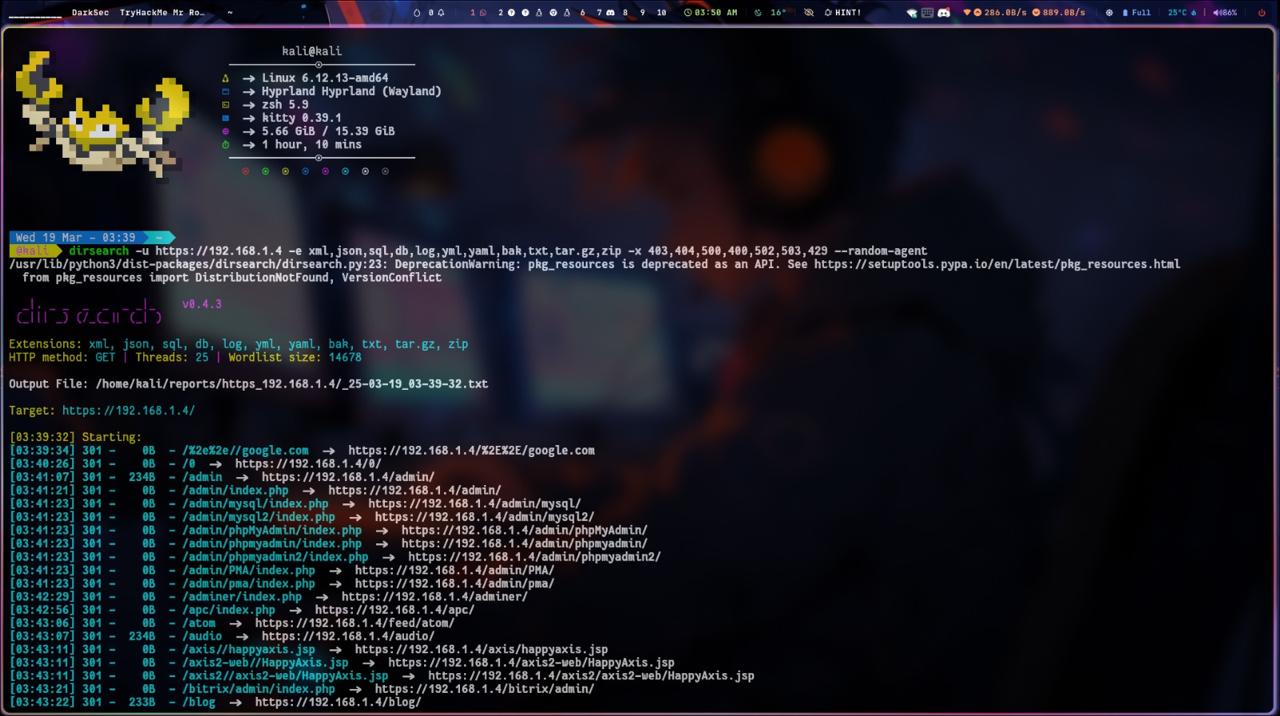 DarkSec TryHackMe Mr Ro… ~ 0 1 2 6 7 8 9 10 03:50 AM 16° HINT! 286.0B/s 889.0B/s Full 25°C 86%
kali@kali
→ Linux 6.12.13-amd64
→ Hyprland Hyprland (Wayland)
→ zsh 5.9
→ kitty 0.39.1
→ 5.66 GiB / 15.39 GiB
→ 1 hour, 10 mins
Wed 19 Mar – 03:39 ~
@kali dirsearch -u https://192.168.1.4 -e xml,json,sql,db,log,yml,yaml,bak,txt,tar.gz,zip -x 403,404,500,400,502,503,429 --random-agent
/usr/lib/python3/dist-packages/dirsearch/dirsearch.py:23: DeprecationWarning: pkg_resources is deprecated as an API. See https://setuptools.pypa.io/en/latest/pkg_resources.html
from pkg_resources import DistributionNotFound, VersionConflict
dirsearch v0.4.3
Extensions: xml, json, sql, db, log, yml, yaml, bak, txt, tar.gz, zip
HTTP method: GET | Threads: 25 | Wordlist size: 14678
Output File: /home/kali/reports/https_192.168.1.4/_25-03-19_03-39-32.txt
Target: https://192.168.1.4/
[03:39:32] Starting:
[03:39:34] 301 - 0B - /%2e%2e//google.com → https://192.168.1.4/%2E%2E/google.com
[03:40:26] 301 - 0B - /0 → https://192.168.1.4/0/
[03:41:07] 301 - 234B - /admin → https://192.168.1.4/admin/
[03:41:21] 301 - 0B - /admin/index.php → https://192.168.1.4/admin/
[03:41:23] 301 - 0B - /admin/mysql/index.php → https://192.168.1.4/admin/mysql/
[03:41:23] 301 - 0B - /admin/mysql2/index.php → https://192.168.1.4/admin/mysql2/
[03:41:23] 301 - 0B - /admin/phpMyAdmin/index.php → https://192.168.1.4/admin/phpMyAdmin/
[03:41:23] 301 - 0B - /admin/phpmyadmin/index.php → https://192.168.1.4/admin/phpmyadmin/
[03:41:23] 301 - 0B - /admin/phpmyadmin2/index.php → https://192.168.1.4/admin/phpmyadmin2/
[03:41:23] 301 - 0B - /admin/PMA/index.php → https://192.168.1.4/admin/PMA/
[03:41:23] 301 - 0B - /admin/pma/index.php → https://192.168.1.4/admin/pma/
[03:42:29] 301 - 0B - /adminer/index.php → https://192.168.1.4/adminer/
[03:42:56] 301 - 0B - /apc/index.php → https://192.168.1.4/apc/
[03:43:06] 301 - 0B - /atom → https://192.168.1.4/feed/atom/
[03:43:07] 301 - 234B - /audio → https://192.168.1.4/audio/
[03:43:11] 301 - 0B - /axis//happyaxis.jsp → https://192.168.1.4/axis/happyaxis.jsp
[03:43:11] 301 - 0B - /axis2-web//HappyAxis.jsp → https://192.168.1.4/axis2-web/HappyAxis.jsp
[03:43:11] 301 - 0B - /axis2//axis2-web/HappyAxis.jsp → https://192.168.1.4/axis2/axis2-web/HappyAxis.jsp
[03:43:21] 301 - 0B - /bitrix/admin/index.php → https://192.168.1.4/bitrix/admin/
[03:43:22] 301 - 233B - /blog → https://192.168.1.4/blog/